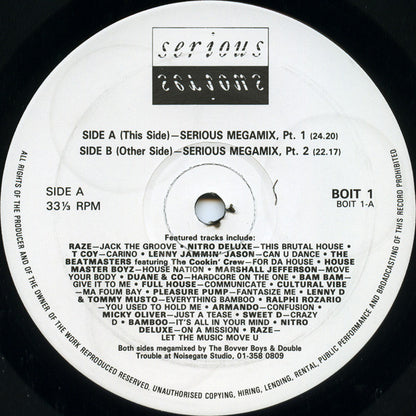 serious
serious
SIDE A (This Side)—SERIOUS MEGAMIX, Pt. 1 (24.20)
SIDE B (Other Side)—SERIOUS MEGAMIX, Pt. 2 (22.17)
SIDE A
33⅓ RPM
BOIT 1
BOIT 1-A
Featured tracks include:
RAZE—JACK THE GROOVE • NITRO DELUXE—THIS BRUTAL HOUSE •
T COY—CARINO • LENNY JAMMIN' JASON—CAN U DANCE • THE
BEATMASTERS featuring The Cookin' Crew—FOR DA HOUSE • HOUSE
MASTER BOYZ—HOUSE NATION • MARSHALL JEFFERSON—MOVE
YOUR BODY • DUANE & CO—HARDCORE ON THE ONE • BAM BAM—
GIVE IT TO ME • FULL HOUSE—COMMUNICATE • CULTURAL VIBE
—MA FOUM BAY • PLEASURE PUMP—FANTASIZE ME • LENNY D
& TOMMY MUSTO—EVERYTHING BAMBOO • RALPHI ROZARIO
—YOU USED TO HOLD ME • ARMANDO—CONFUSION •
MICKY OLIVER—JUST A TEASE • SWEET D—CRAZY
D • BAMBOO—IT'S ALL IN YOUR MIND • NITRO
DELUXE—ON A MISSION • RAZE—
LET THE MUSIC MOVE U
Both sides megamixed by The Bovver Boys & Double
Trouble at Noisegate Studio, 01-358 0809
ALL RIGHTS OF THE PRODUCER AND OF THE OWNER OF THE WORK REPRODUCED RESERVED, UNAUTHORISED COPYING, HIRING, LENDING, RENTAL, PUBLIC PERFORMANCE AND BROADCASTING OF THIS RECORD PROHIBITED